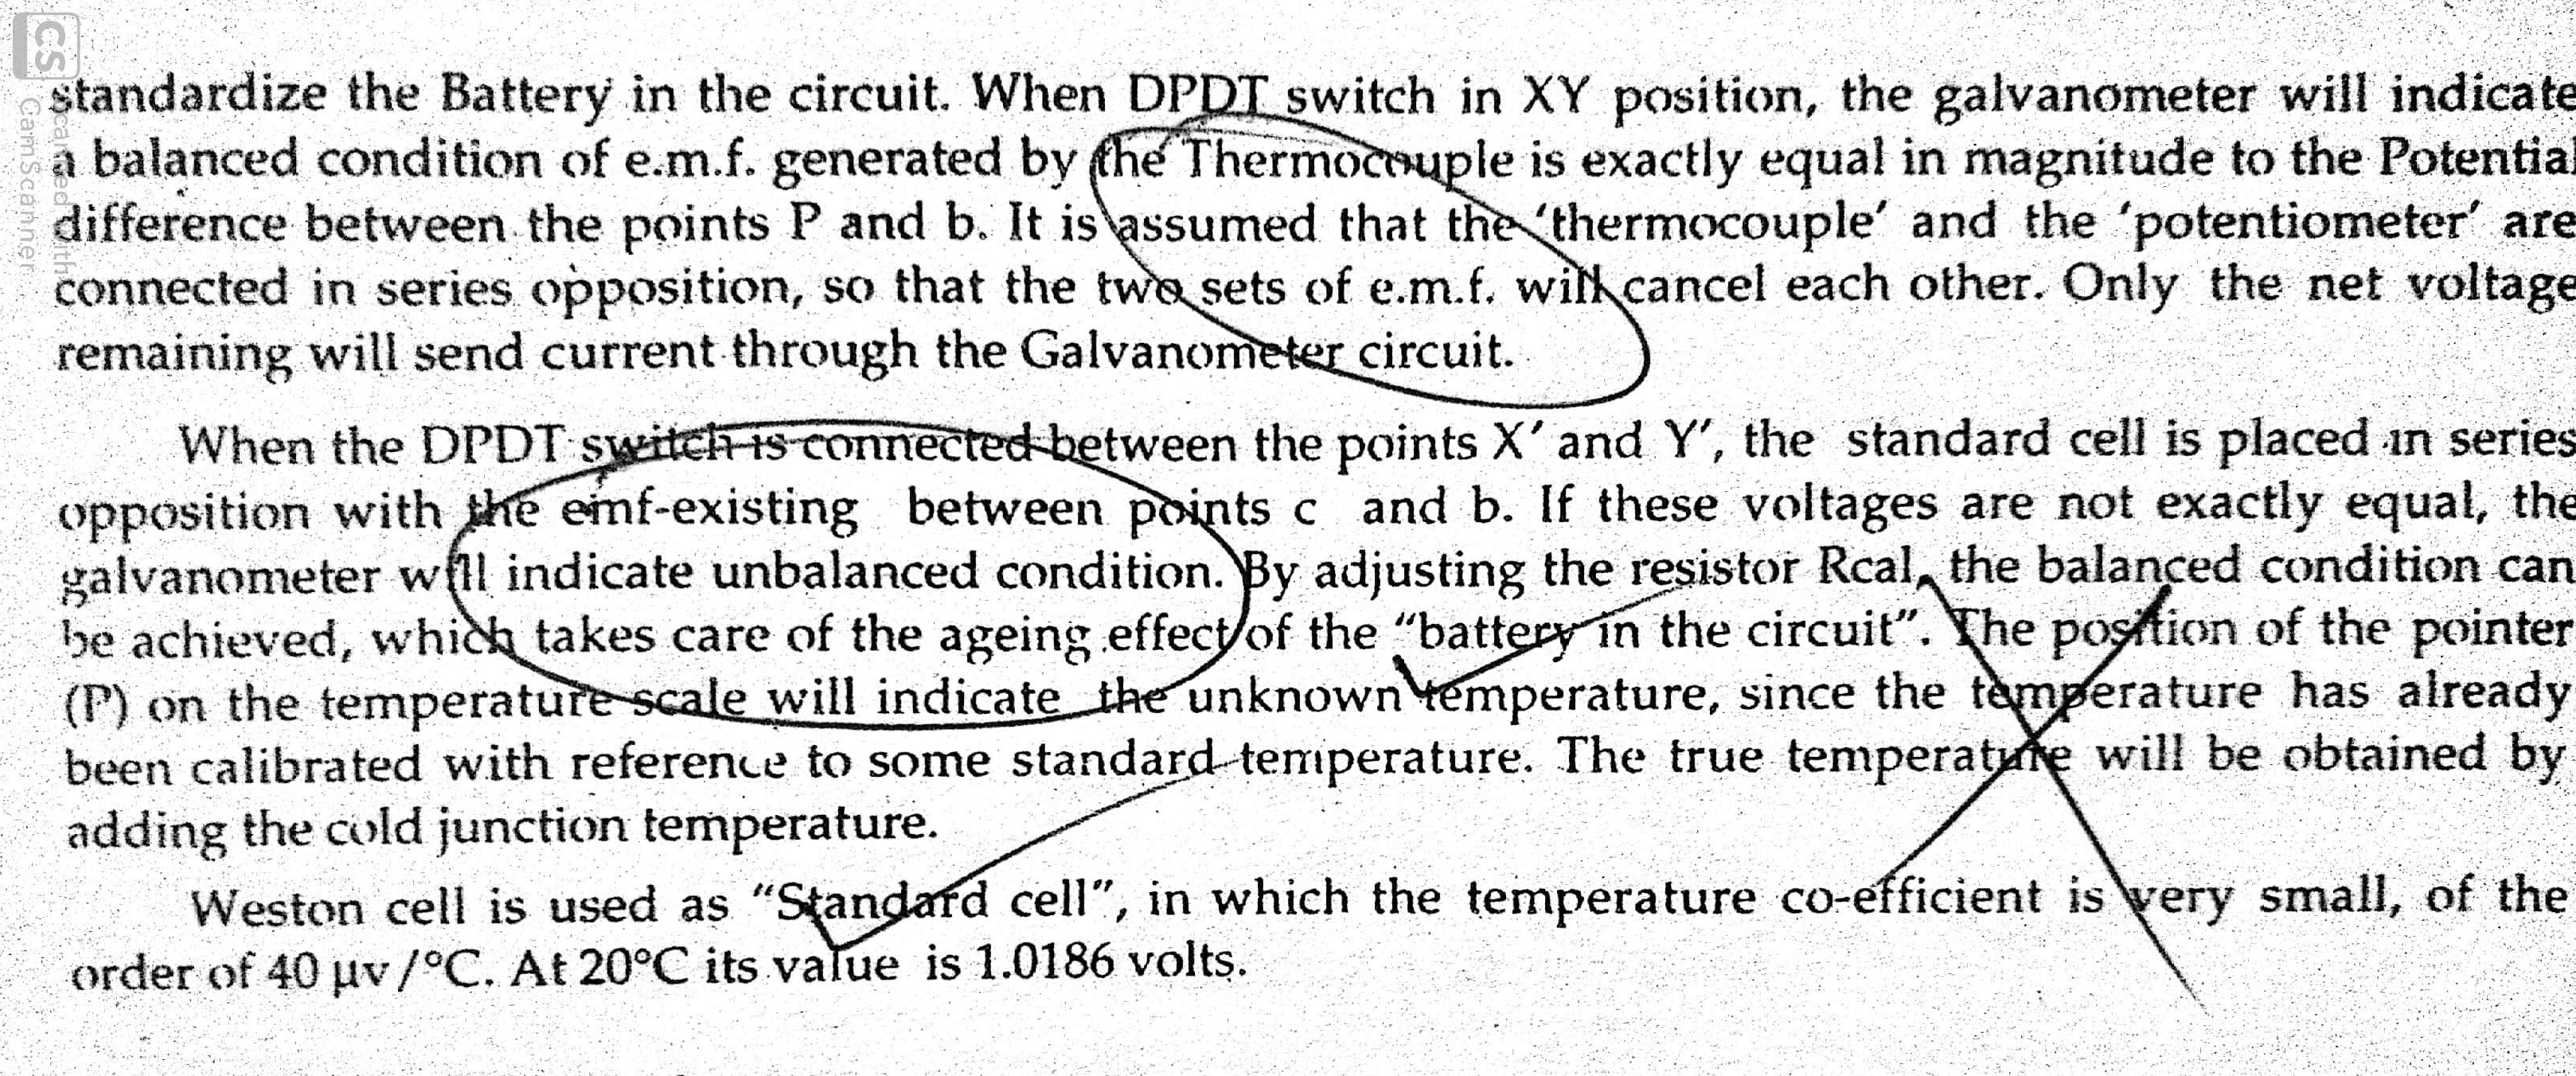 standardize the Battery in the circuit. When DPDT switch in XY position, the galvanometer will indicate
a balanced condition of e.m.f. generated by the Thermocouple is exactly equal in magnitude to the Potential
difference between the points P and b. It is assumed that the ‘thermocouple’ and the ‘potentiometer’ are
connected in series opposition, so that the two sets of e.m.f. will cancel each other. Only the net voltage
remaining will send current through the Galvanometer circuit.
When the DPDT switch is connected between the points X′ and Y′, the standard cell is placed in series
opposition with the emf-existing between points c and b. If these voltages are not exactly equal, the
galvanometer will indicate unbalanced condition. By adjusting the resistor Rcal, the balanced condition can
be achieved, which takes care of the ageing effect of the “battery in the circuit”. The position of the pointer
(P) on the temperature scale will indicate the unknown temperature, since the temperature has already
been calibrated with reference to some standard temperature. The true temperature will be obtained by
adding the cold junction temperature.
Weston cell is used as “Standard cell”, in which the temperature co-efficient is very small, of the
order of 40 μv/°C. At 20°C its value is 1.0186 volts.
CS
Scanned with
CamScanner